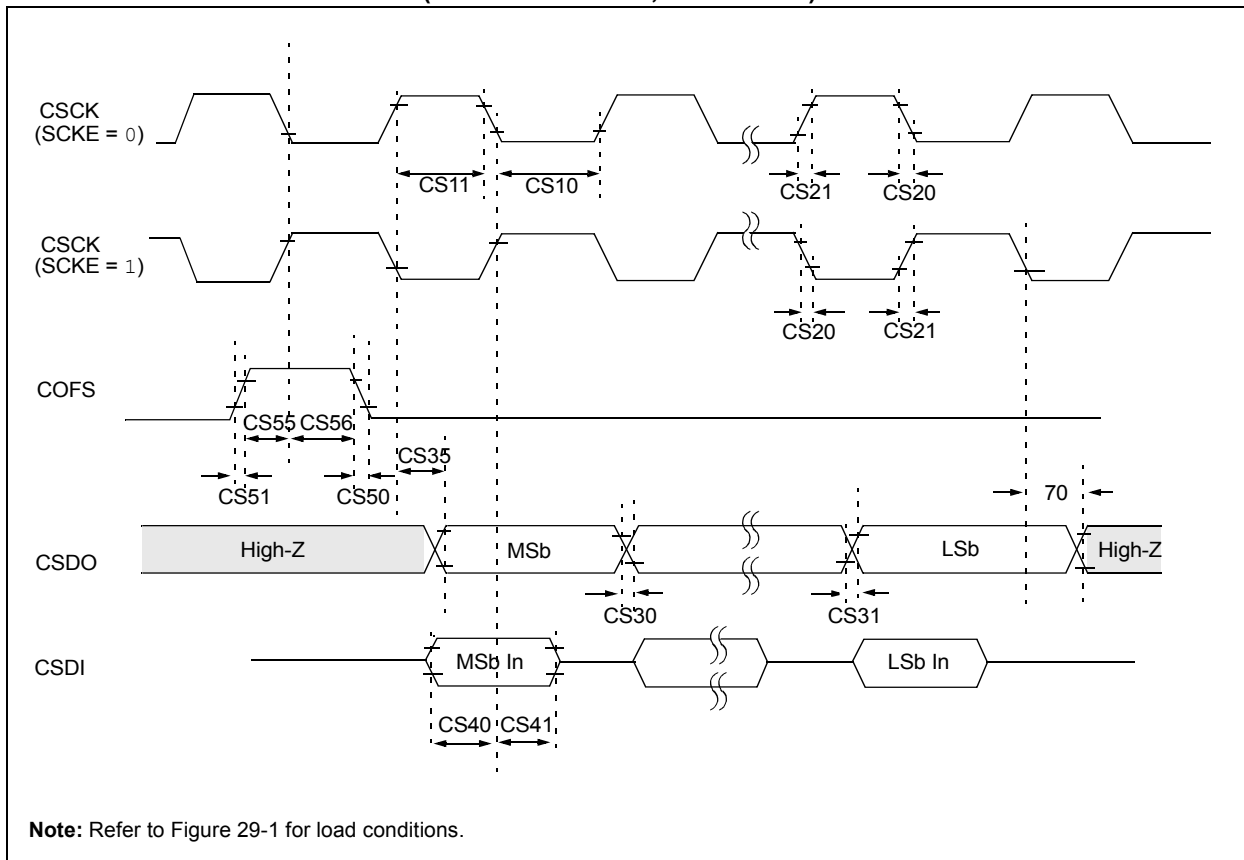 CSCK
(SCKE = 0)
CS11
CS10
CS21
CS20
CSCK
(SCKE = 1)
CS20
CS21
COFS
CS55
CS56
CS35
CS51
CS50
70
CSDO
High-Z
MSb
LSb
High-Z
CS30
CS31
CSDI
MSb In
LSb In
CS40
CS41
Note: Refer to Figure 29-1 for load conditions.